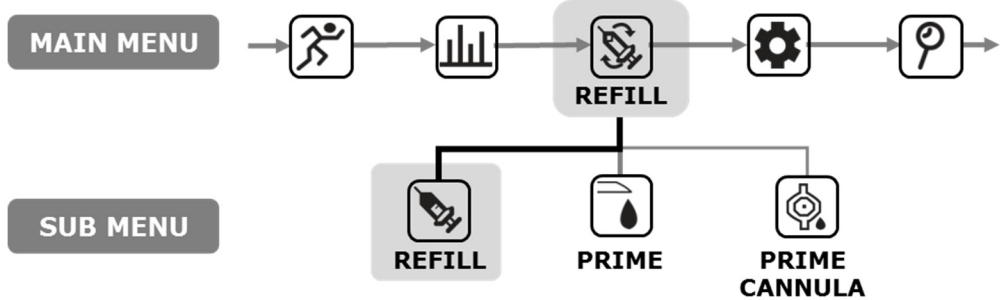 MAIN MENU
REFILL
SUB MENU
REFILL
PRIME
PRIME
CANNULA